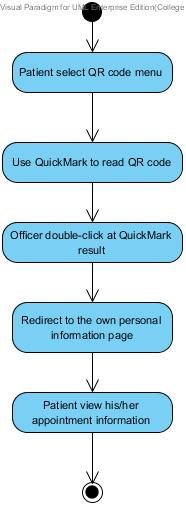 Visual Paradigm for UML Enterprise Edition(College
Patient select QR code menu
Use QuickMark to read QR code
Officer double-click at QuickMark
result
Redirect to the own personal
information page
Patient view his/her
appointment information